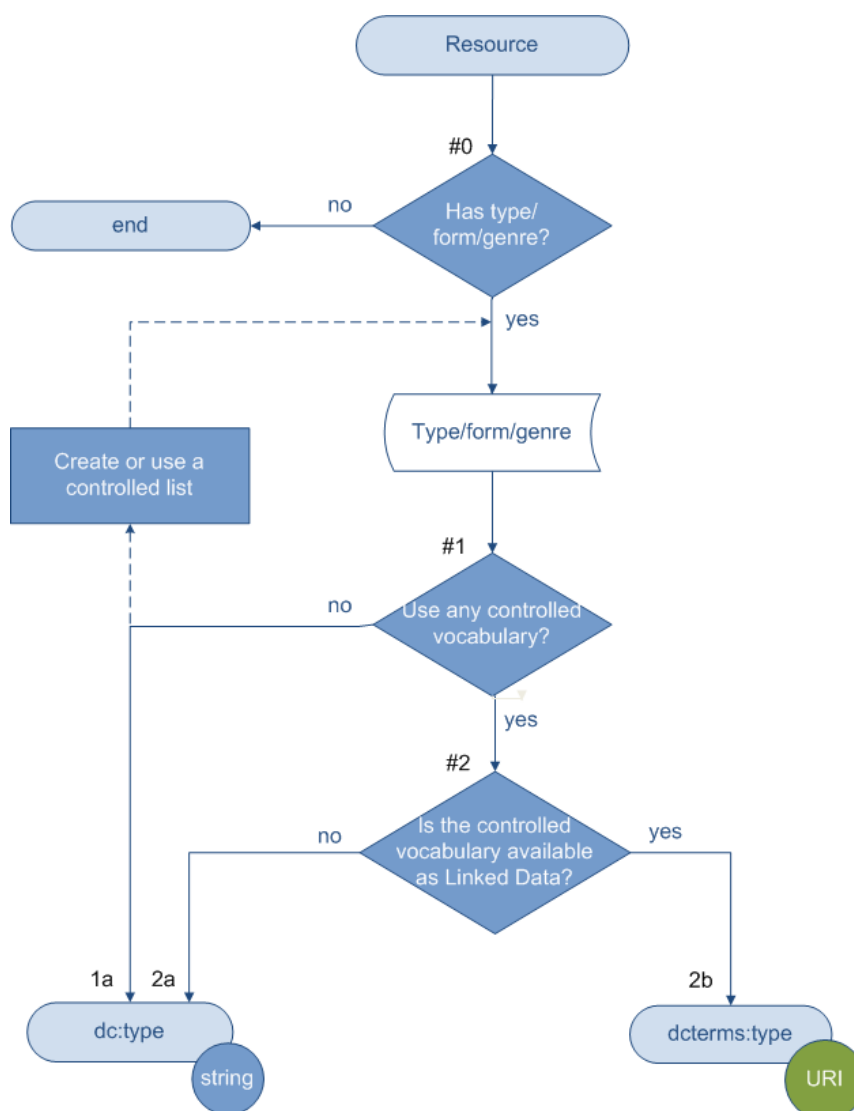 Resource
#0
Has type/
form/genre?
no
end
yes
Type/form/genre
Create or use a
controlled list
#1
Use any controlled
vocabulary?
no
yes
#2
Is the controlled
vocabulary available
as Linked Data?
no
yes
1a
2a
2b
dc:type
string
dcterms:type
URI